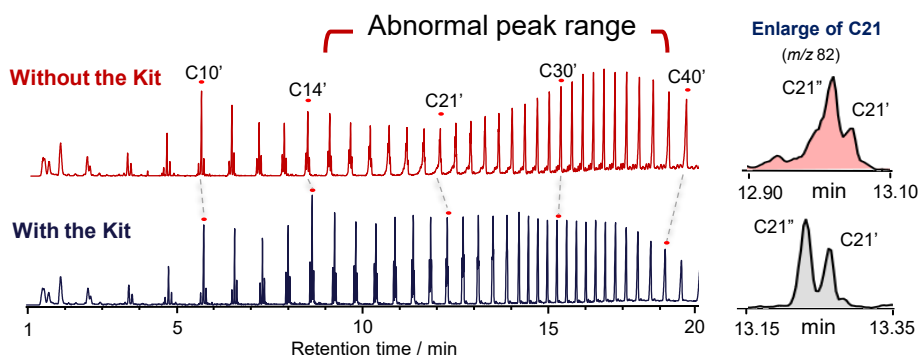 Abnormal peak range
Without the Kit
C10’
C14’
C21’
C30’
C40’
With the Kit
1
5
10
15
20
Retention time / min
Enlarge of C21
(m/z 82)
C21”
C21’
12.90
min
13.10
C21”
C21’
13.15
min
13.35